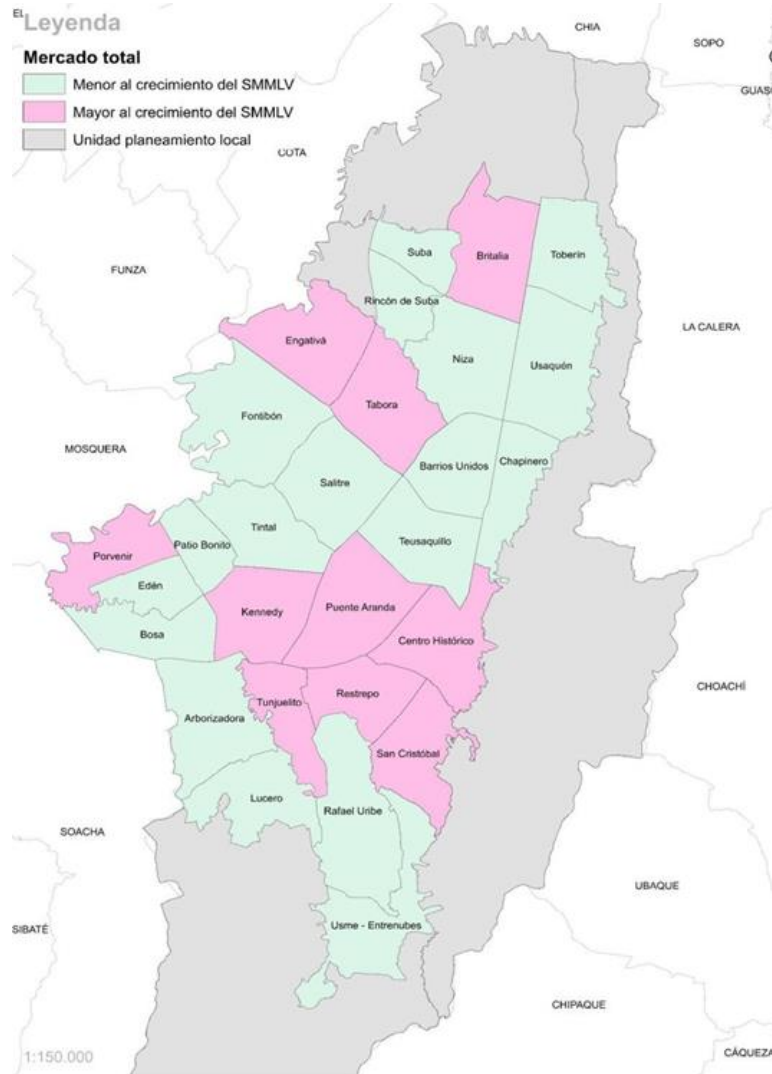 EL
Leyenda
Mercado total
Menor al crecimiento del SMMLV
Mayor al crecimiento del SMMLV
Unidad planeamiento local
CHIA
SOPO
COTA
Suba
Britalia
Toberín
FUNZA
Rincón de Suba
LA CALERA
Engativá
Niza
Usaquén
Tabora
Fontibón
MOSQUERA
Barrios Unidos
Chapinero
Salitre
Tintal
Teusaquillo
Patio Bonito
Porvenir
Edén
Kennedy
Puente Aranda
Bosa
Centro Histórico
CHOACHÍ
Tunjuelito
Restrepo
Arborizadora
San Cristóbal
Lucero
Rafael Uribe
SOACHA
UBAQUE
SIBATÉ
Usme - Entrenubes
CHIPAQUE
1:150.000
CÁQUEZA